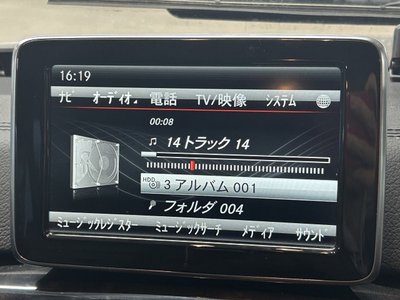 16:19
ナビ オーディオ 電話 TV/映像 システム
00:08
14 トラック 14
HDD 3 アルバム 001
フォルダ 004
ミュージックレジスター ミュージックサーチ メディア サウンド